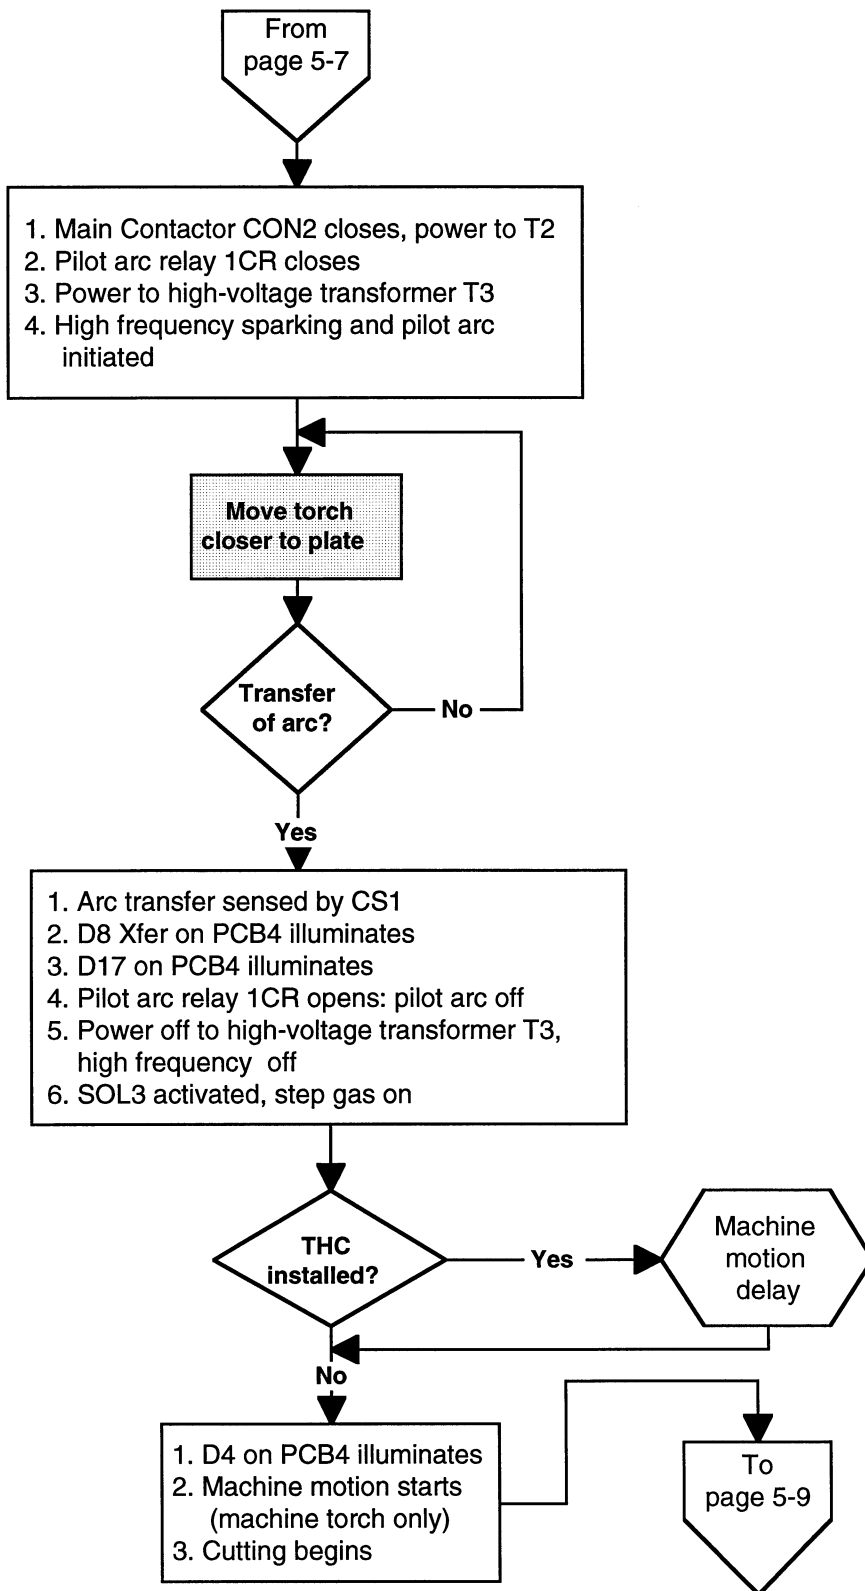 From
page 5-7
1. Main Contactor CON2 closes, power to T2
2. Pilot arc relay 1CR closes
3. Power to high-voltage transformer T3
4. High frequency sparking and pilot arc
initiated
Move torch
closer to plate
Transfer
of arc?
No
Yes
1. Arc transfer sensed by CS1
2. D8 Xfer on PCB4 illuminates
3. D17 on PCB4 illuminates
4. Pilot arc relay 1CR opens: pilot arc off
5. Power off to high-voltage transformer T3,
high frequency off
6. SOL3 activated, step gas on
THC
installed?
Yes
Machine
motion
delay
No
1. D4 on PCB4 illuminates
2. Machine motion starts
(machine torch only)
3. Cutting begins
To
page 5-9